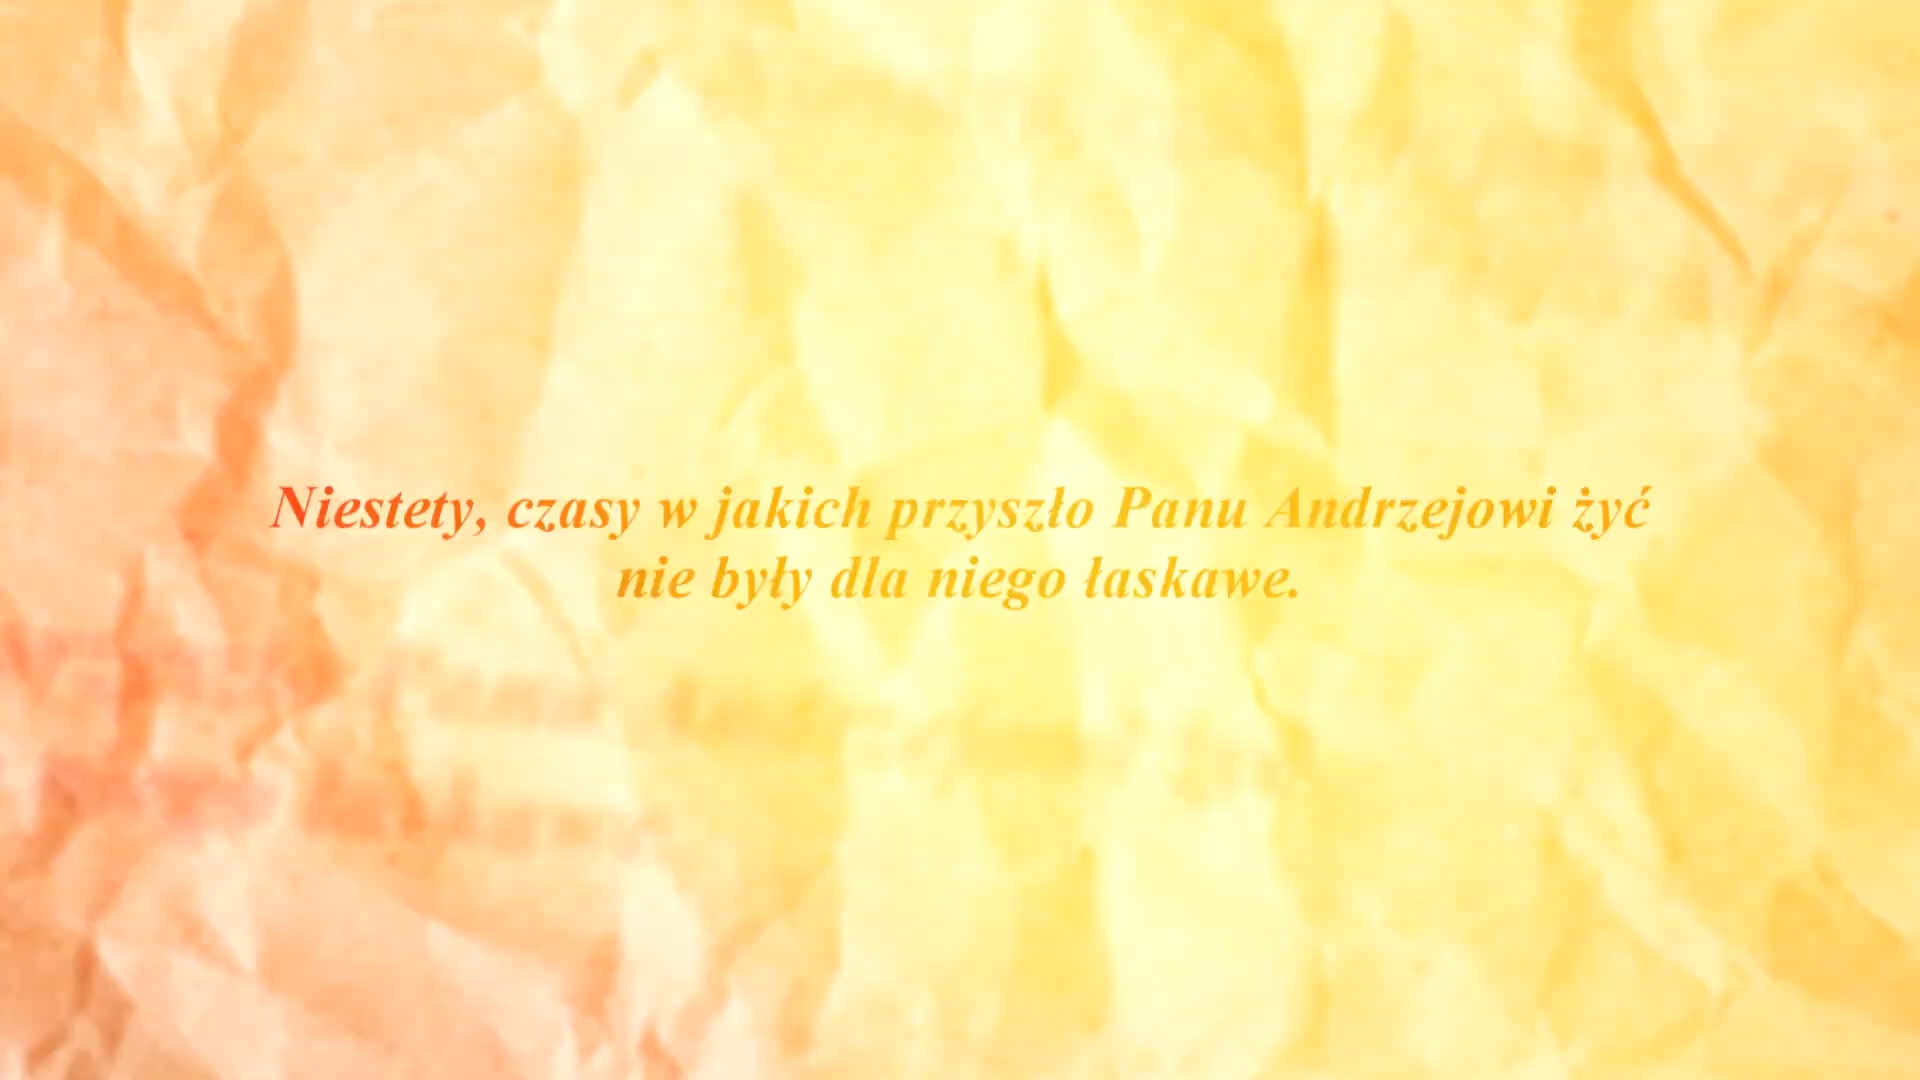 Niestety, czasy w jakich przyszło Panu Andrzejowi żyć
nie były dla niego łaskawe.